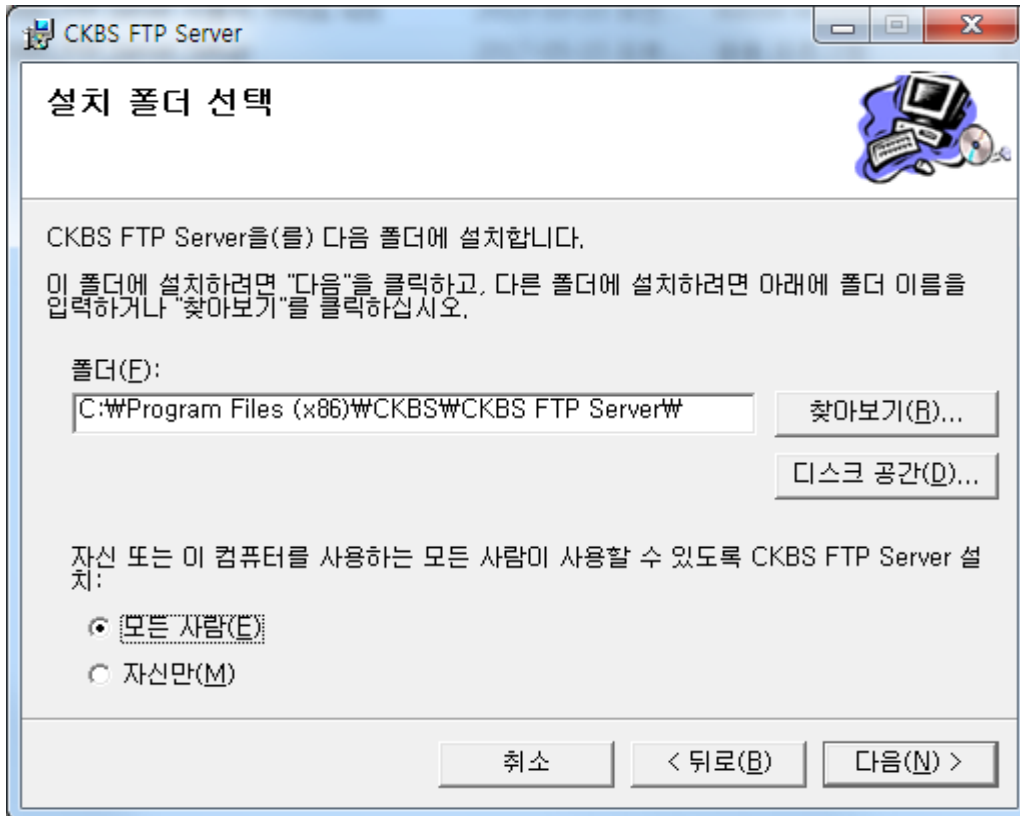 CKBS FTP Server
설치 폴더 선택
CKBS FTP Server을(를) 다음 폴더에 설치합니다.
이 폴더에 설치하려면 "다음"을 클릭하고, 다른 폴더에 설치하려면 아래에 폴더 이름을
입력하거나 "찾아보기"를 클릭하십시오.
폴더(F):
C:₩Program Files (x86)₩CKBS₩CKBS FTP Server₩
찾아보기(R)...
디스크 공간(D)...
자신 또는 이 컴퓨터를 사용하는 모든 사람이 사용할 수 있도록 CKBS FTP Server 설
치:
모든 사람(E)
자신만(M)
취소
< 뒤로(B)
다음(N) >